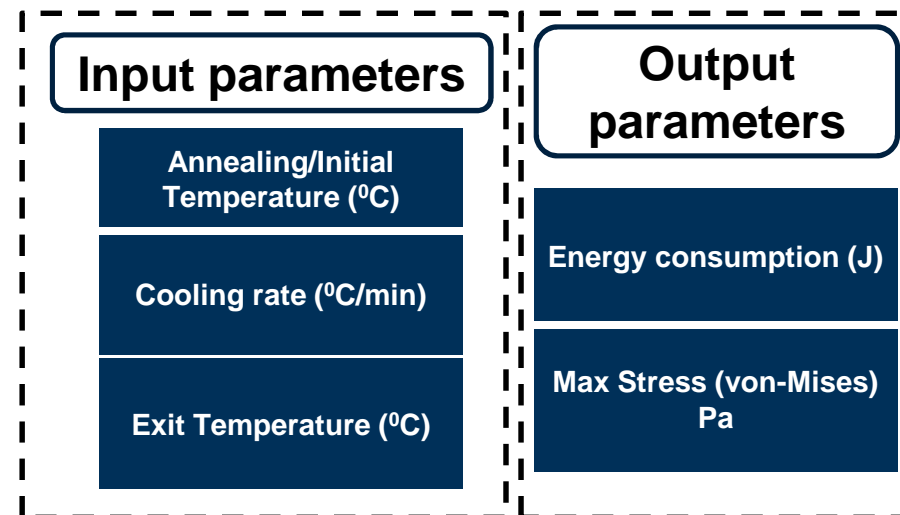 Input parameters
Annealing/Initial
Temperature (⁰C)
Cooling rate (⁰C/min)
Exit Temperature (⁰C)
Output
parameters
Energy consumption (J)
Max Stress (von-Mises)
Pa